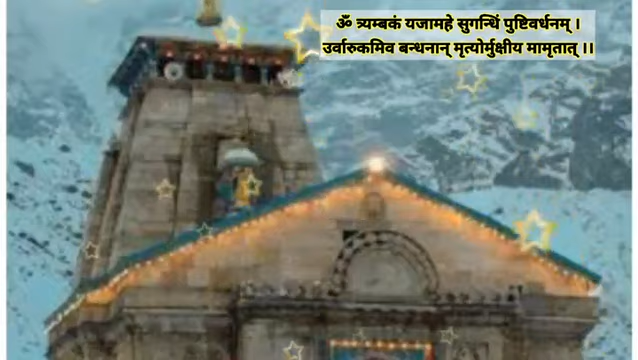 ॐ त्र्यम्बकं यजामहे सुगन्धिं पुष्टिवर्धनम् ।
उर्वारुकमिव बन्धनान् मृत्योर्मुक्षीय मामृतात् ।।